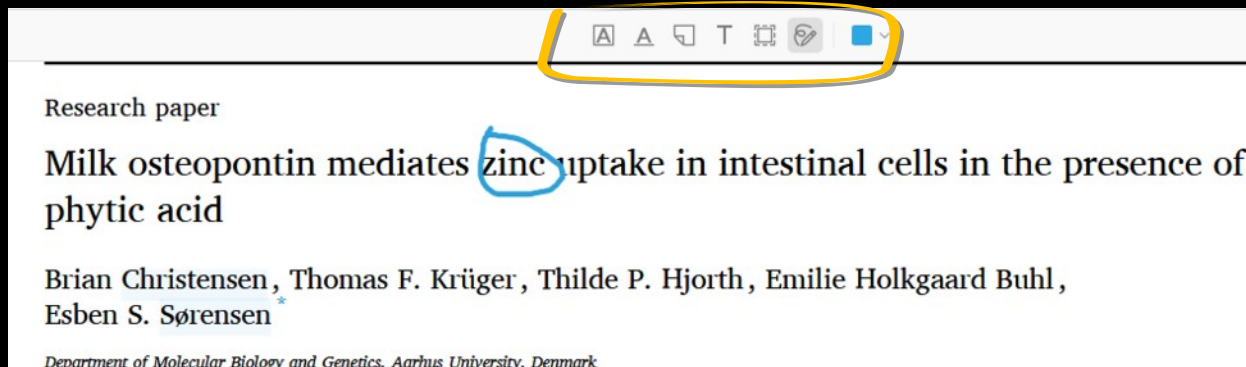 A A T
Research paper
Milk osteopontin mediates zinc uptake in intestinal cells in the presence of
phytic acid
Brian Christensen, Thomas F. Krüger, Thilde P. Hjorth, Emilie Holkgaard Buhl,
Esben S. Sørensen *
Department of Molecular Biology and Genetics, Aarhus University, Denmark